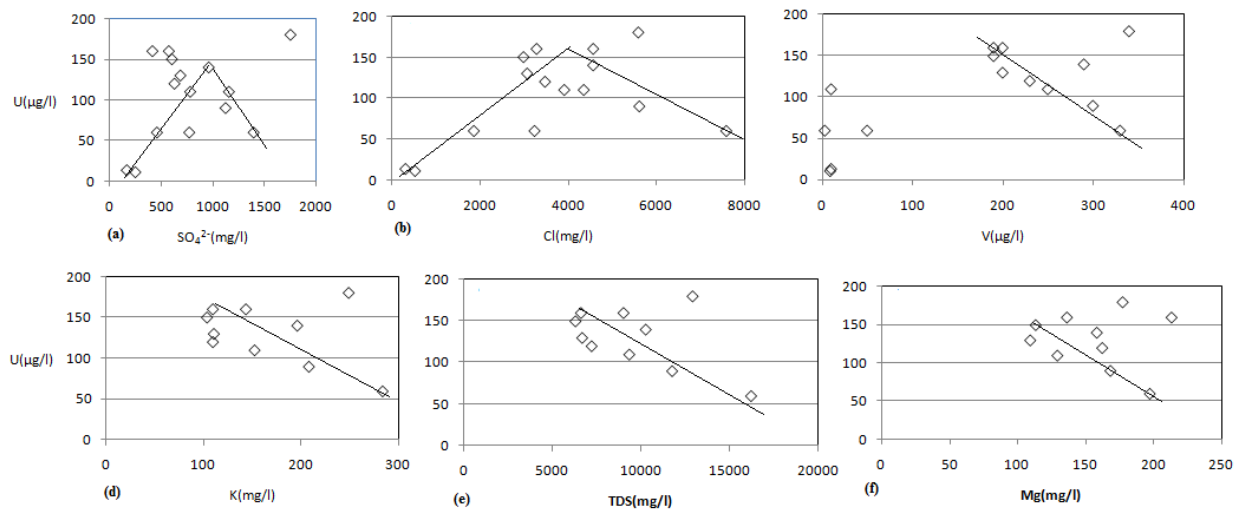 200
150
U(µg/l) 100
50
0
0 500 1000 1500 2000
(a) SO₄²⁻(mg/l)
200
150
100
50
0
0 2000 4000 6000 8000
(b) Cl(mg/l)
200
150
100
50
0
0 100 200 300 400
V(µg/l)
200
150
U(µg/l) 100
50
0
0 100 200 300
(d) K(mg/l)
200
150
100
50
0
0 5000 10000 15000 20000
(e) TDS(mg/l)
200
150
100
50
0
0 50 100 150 200 250
(f) Mg(mg/l)